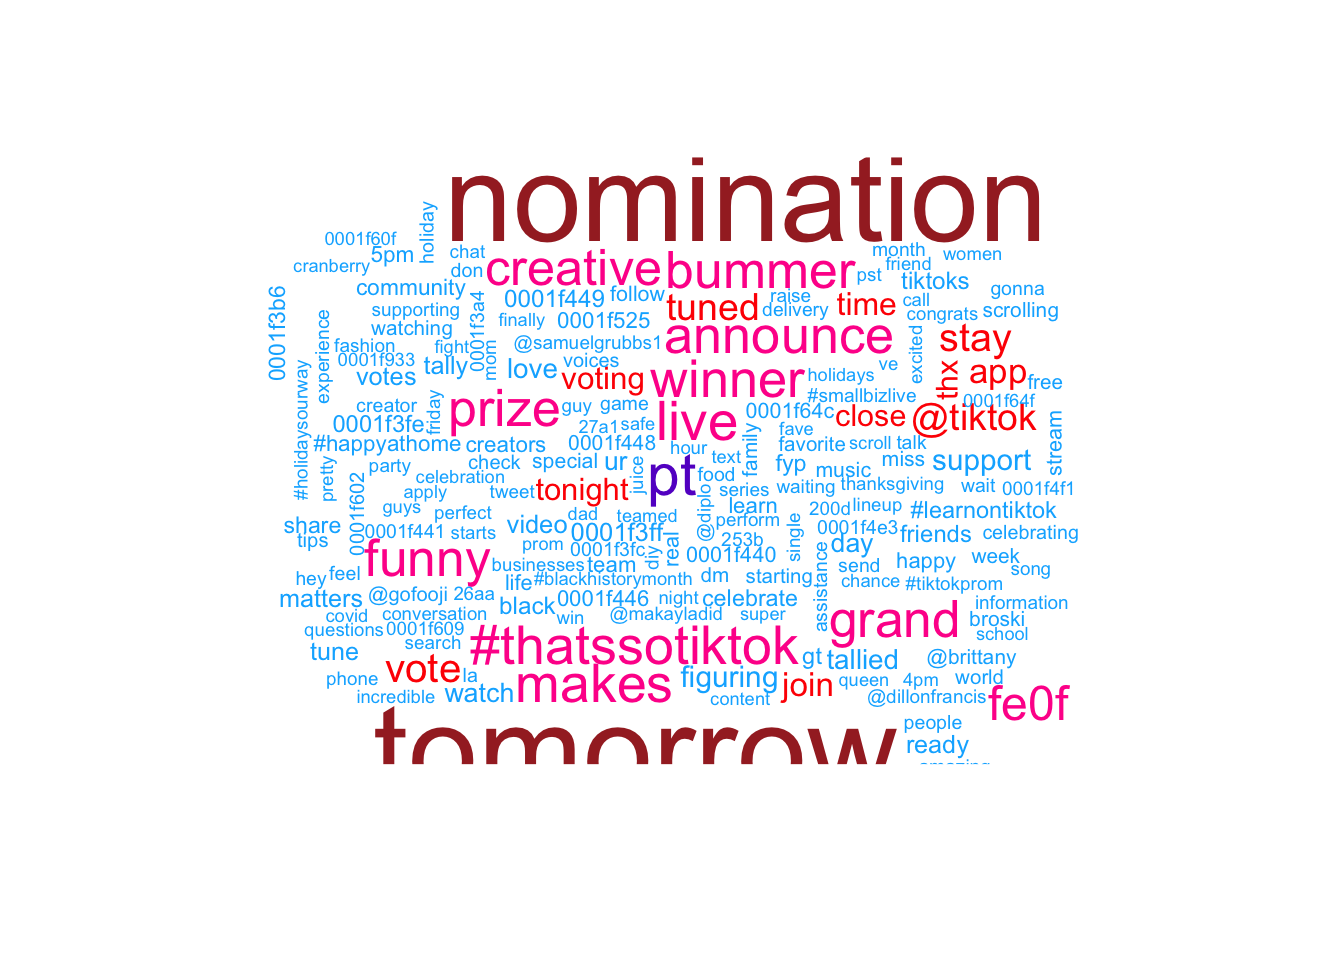 nomination
holiday
0001f60f
5pm
chat
month
women
cranberry
don
creative
bummer
pst
friend
tiktoks
gonna
0001f3b6
community
0001f3a4
0001f449
follow
tuned
raise
delivery
time
call
congrats
scrolling
supporting
watching
finally
0001f525
announce
excited
stay
experience
fashion
fight
mom
@samuelgrubbs1
0001f933
tally
love
voices
winner
holidays
ve
thx
app
free
votes
voting
#smallbizlive
0001f64f
creator
friday
prize
guy
game
live
0001f64c
close
@tiktok
0001f3fe
27a1
safe
fave
#holidaysourway
#happyathome
creators
0001f448
hour
text
family
favorite
scroll
talk
stream
pretty
party
check
special
ur
juice
pt
food
fyp
music
miss
support
celebration
0001f602
apply
tweet
tonight
series
waiting
thanksgiving
wait
0001f4f1
guys
perfect
dad
teamed
@diplo
learn
200d
lineup
#learnontiktok
share
0001f441
starts
video
0001f3ff
perform
single
0001f4e3
friends
celebrating
tips
prom
0001f3fc
diy
real
253b
day
funny
businesses
team
0001f440
assistance
send
happy
week
song
hey
feel
life
#blackhistorymonth
dm
starting
chance
#tiktokprom
matters
@gofooji
26aa
black
0001f446
night
celebrate
information
covid
conversation
win
@makayladid
super
grand
broski
questions
0001f609
school
tune
search
#thatssotiktok
gt
tallied
@brittany
phone
vote
la
makes
figuring
join
queen
4pm
world
incredible
watch
content
@dillonfrancis
fe0f
tomorrow
people
ready
amazing